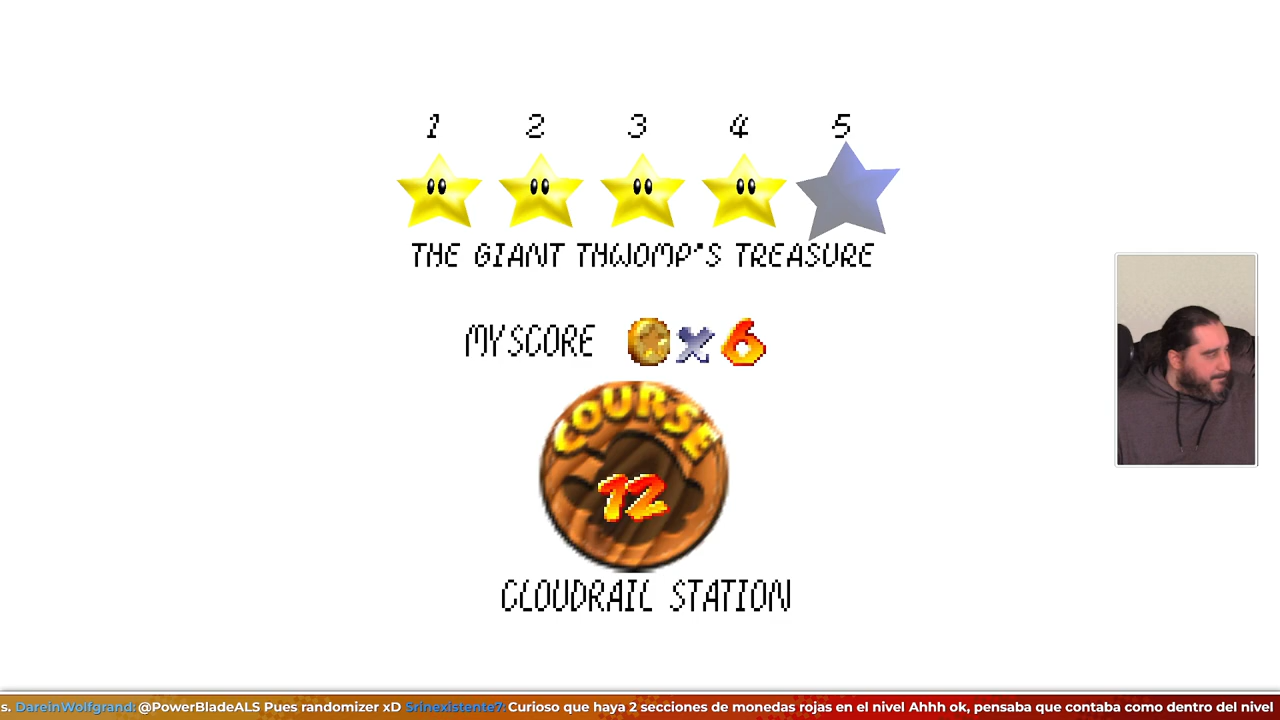 1 2 3 4 5
THE GIANT THWOMP'S TREASURE
MY SCORE x 6
COURSE
12
CLOUDRAIL STATION
s. DareinWolfgrand: @PowerBladeALS Pues randomizer xD Srinexistente7: Curioso que haya 2 secciones de monedas rojas en el nivel Ahhh ok, pensaba que contaba como dentro del nivel